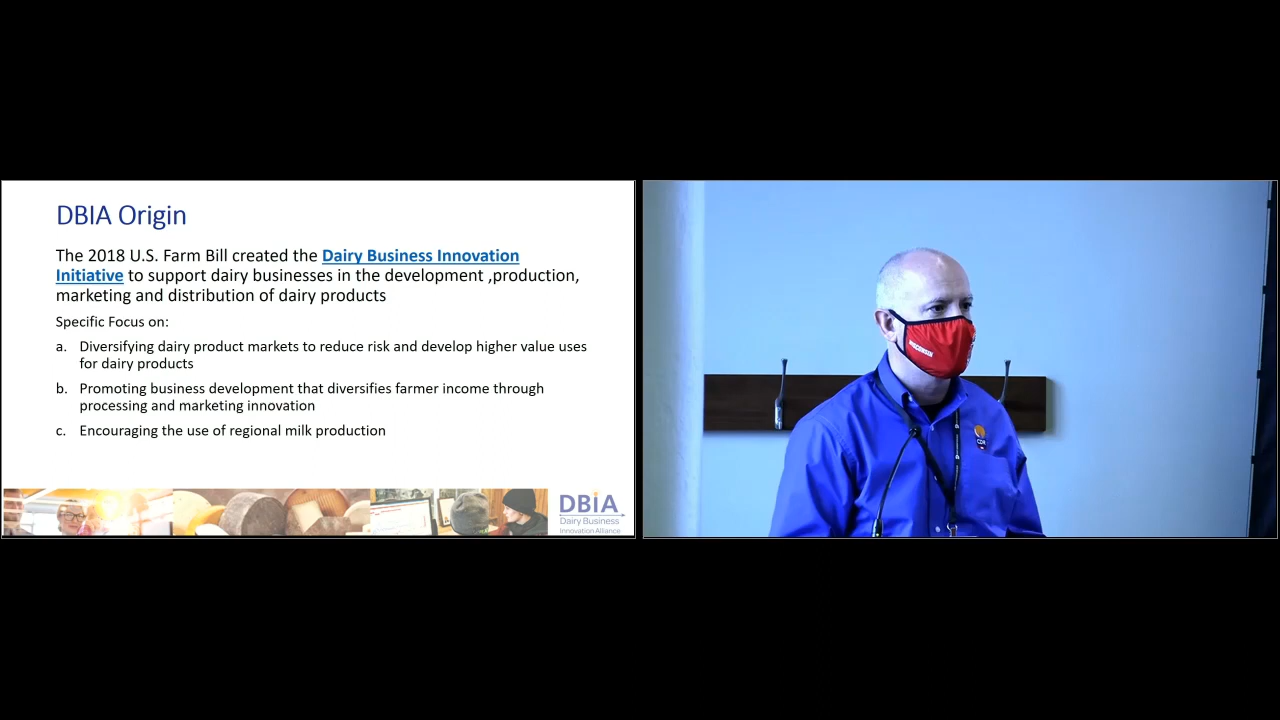 DBIA Origin
The 2018 U.S. Farm Bill created the Dairy Business Innovation
Initiative to support dairy businesses in the development ,production,
marketing and distribution of dairy products
Specific Focus on:
a. Diversifying dairy product markets to reduce risk and develop higher value uses
for dairy products
b. Promoting business development that diversifies farmer income through
processing and marketing innovation
c. Encouraging the use of regional milk production
DBiA
Dairy Business
Innovation Alliance
WISCONSIN
CDR